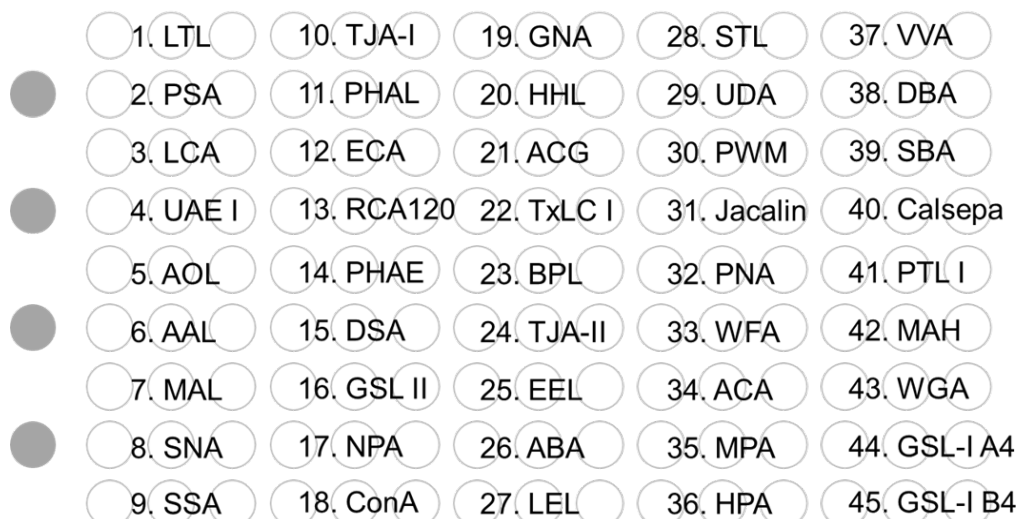 1. LTL 10. TJA-I 19. GNA 28. STL 37. VVA
2. PSA 11. PHAL 20. HHL 29. UDA 38. DBA
3. LCA 12. ECA 21. ACG 30. PWM 39. SBA
4. UAE I 13. RCA120 22. TxLC I 31. Jacalin 40. Calsepa
5. AOL 14. PHAE 23. BPL 32. PNA 41. PTL I
6. AAL 15. DSA 24. TJA-II 33. WFA 42. MAH
7. MAL 16. GSL II 25. EEL 34. ACA 43. WGA
8. SNA 17. NPA 26. ABA 35. MPA 44. GSL-I A4
9. SSA 18. ConA 27. LEL 36. HPA 45. GSL-I B4